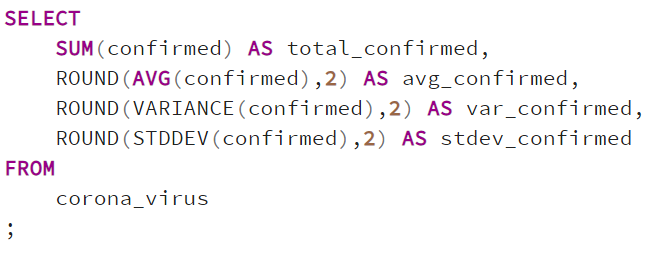 SELECT
    SUM(confirmed) AS total_confirmed,
    ROUND(AVG(confirmed),2) AS avg_confirmed,
    ROUND(VARIANCE(confirmed),2) AS var_confirmed,
    ROUND(STDDEV(confirmed),2) AS stdev_confirmed
FROM
    corona_virus
;